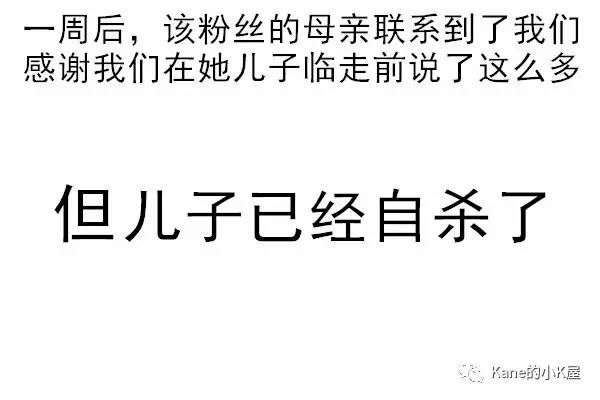 一周后，该粉丝的母亲联系到了我们
感谢我们在她儿子临走前说了这么多
但儿子已经自杀了
Kane的小K屋